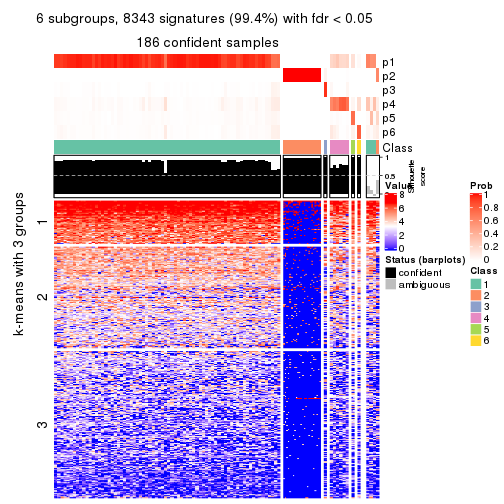 6 subgroups, 8343 signatures (99.4%) with fdr < 0.05
186 confident samples
p1
p2
p3
p4
p5
p6
Class
1
0.5
0
Silhouette
score
k-means with 3 groups
1
2
3
Value
8
6
4
2
0
Status (barplots)
confident
ambiguous
Prob
1
0.8
0.6
0.4
0.2
0
Class
1
2
3
4
5
6